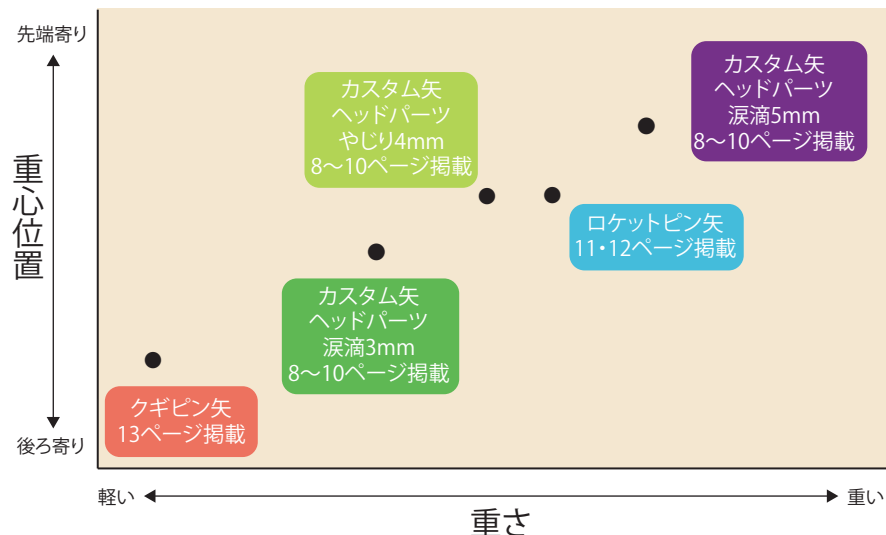 先端寄り
重心位置
後ろ寄り
カスタム矢
ヘッドパーツ
やじり4mm
8〜10ページ掲載
カスタム矢
ヘッドパーツ
涙滴5mm
8〜10ページ掲載
ロケットピン矢
11・12ページ掲載
カスタム矢
ヘッドパーツ
涙滴3mm
8〜10ページ掲載
クギピン矢
13ページ掲載
軽い
重い
重さ